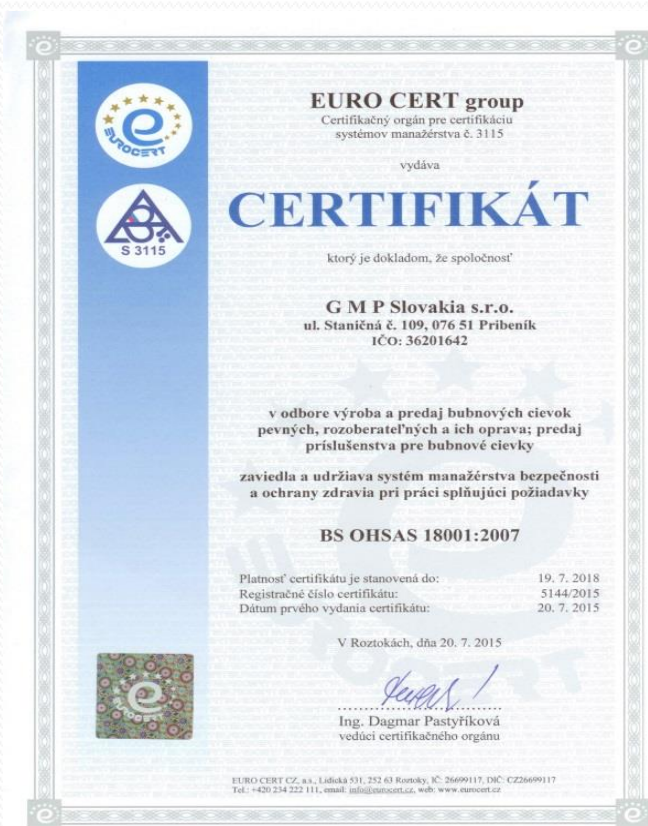 EUROCERT
S 3115
EURO CERT group
Certifikačný orgán pre certifikáciu
systémov manažérstva č. 3115
vydáva
CERTIFIKÁT
ktorý je dokladom, že spoločnosť
G M P Slovakia s.r.o.
ul. Staničná č. 109, 076 51 Pribeník
IČO: 36201642
v odbore výroba a predaj bubnových cievok
pevných, rozoberateľných a ich oprava; predaj
príslušenstva pre bubnové cievky
zaviedla a udržiava systém manažérstva bezpečnosti
a ochrany zdravia pri práci splňujúci požiadavky
BS OHSAS 18001:2007
Platnosť certifikátu je stanovená do: 19. 7. 2018
Registračné číslo certifikátu: 5144/2015
Dátum prvého vydania certifikátu: 20. 7. 2015
V Roztokách, dňa 20. 7. 2015
Ing. Dagmar Pastyříková
vedúci certifikačného orgánu
EUROCERT
EUROCERT
EURO CERT CZ, a.s., Lidická 531, 252 63 Roztoky, IČ: 26699117, DIČ: CZ26699117
Tel.: +420 234 222 111, email: info@eurocert.cz, web: www.eurocert.cz